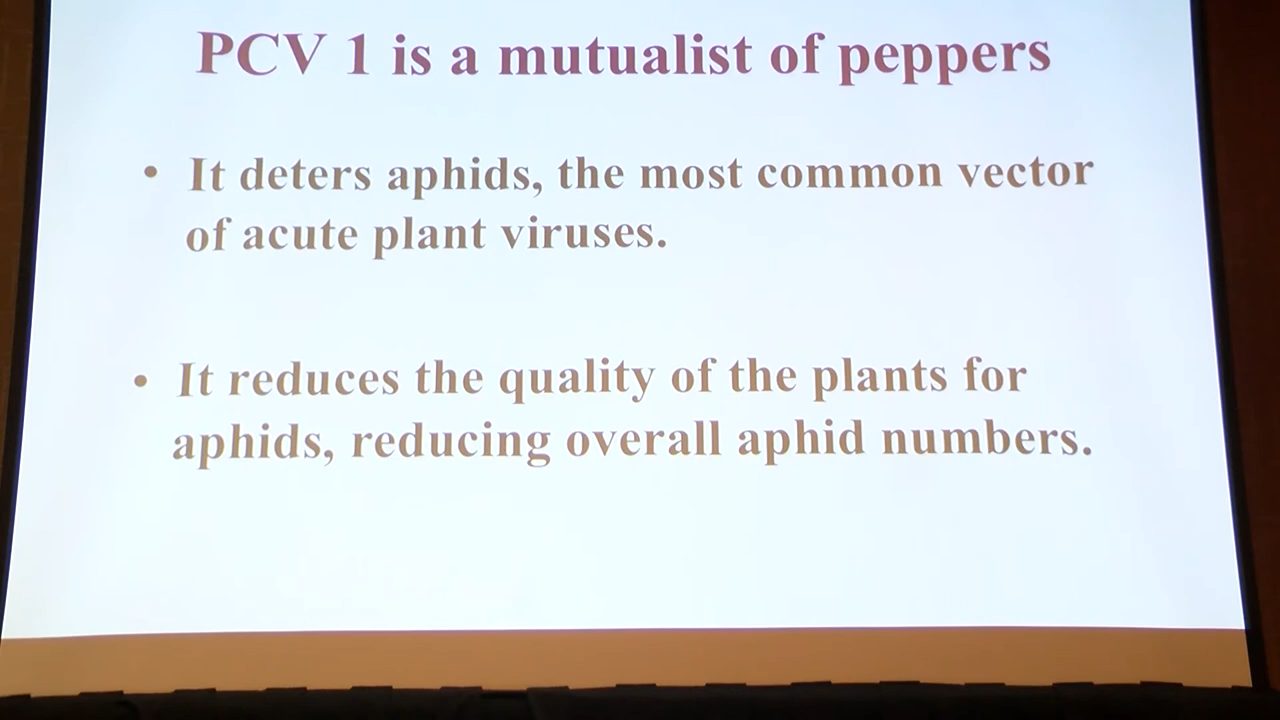 PCV 1 is a mutualist of peppers
• It deters aphids, the most common vector
of acute plant viruses.
• It reduces the quality of the plants for
aphids, reducing overall aphid numbers.